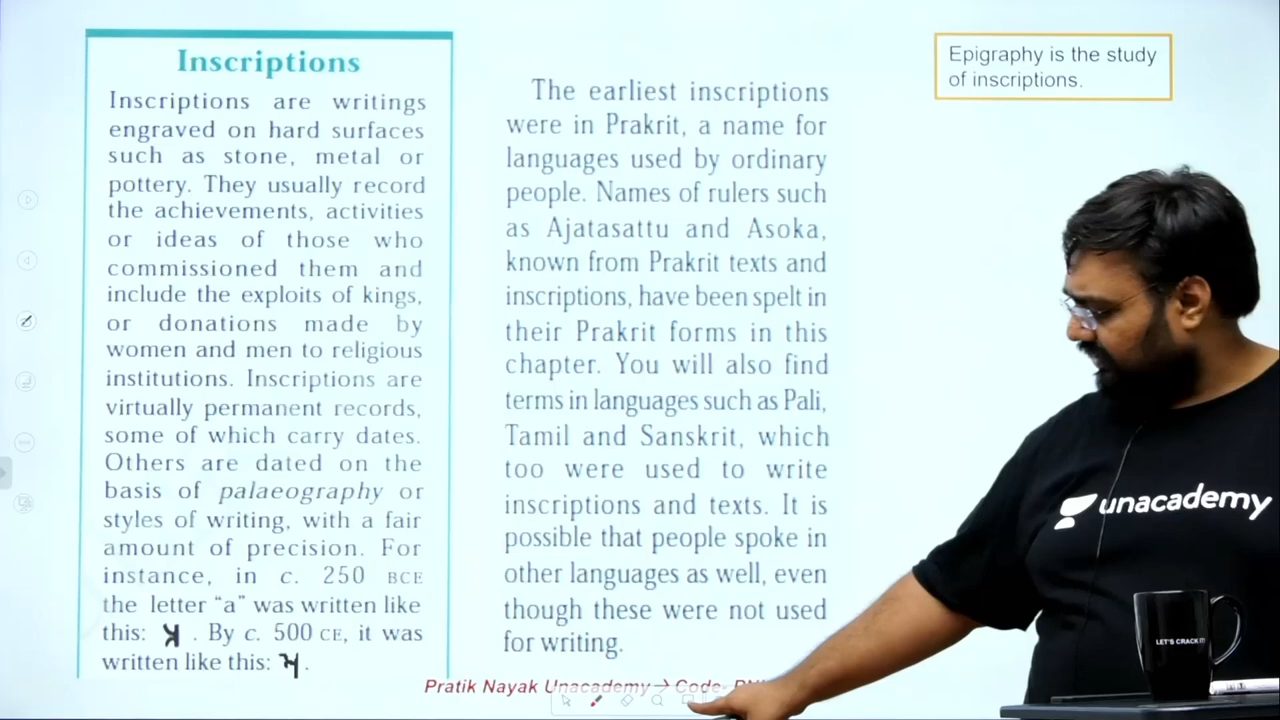 Inscriptions
Inscriptions are writings
engraved on hard surfaces
such as stone, metal or
pottery. They usually record
the achievements, activities
or ideas of those who
commissioned them and
include the exploits of kings,
or donations made by
women and men to religious
institutions. Inscriptions are
virtually permanent records,
some of which carry dates.
Others are dated on the
basis of palaeography or
styles of writing, with a fair
amount of precision. For
instance, in c. 250 BCE
the letter “a” was written like
this: . By c. 500 CE, it was
written like this: .
The earliest inscriptions
were in Prakrit, a name for
languages used by ordinary
people. Names of rulers such
as Ajatasattu and Asoka,
known from Prakrit texts and
inscriptions, have been spelt in
their Prakrit forms in this
chapter. You will also find
terms in languages such as Pali,
Tamil and Sanskrit, which
too were used to write
inscriptions and texts. It is
possible that people spoke in
other languages as well, even
though these were not used
for writing.
Epigraphy is the study
of inscriptions.
unacademy
LET'S CRACK IT!
Pratik Nayak Unacademy → Code-